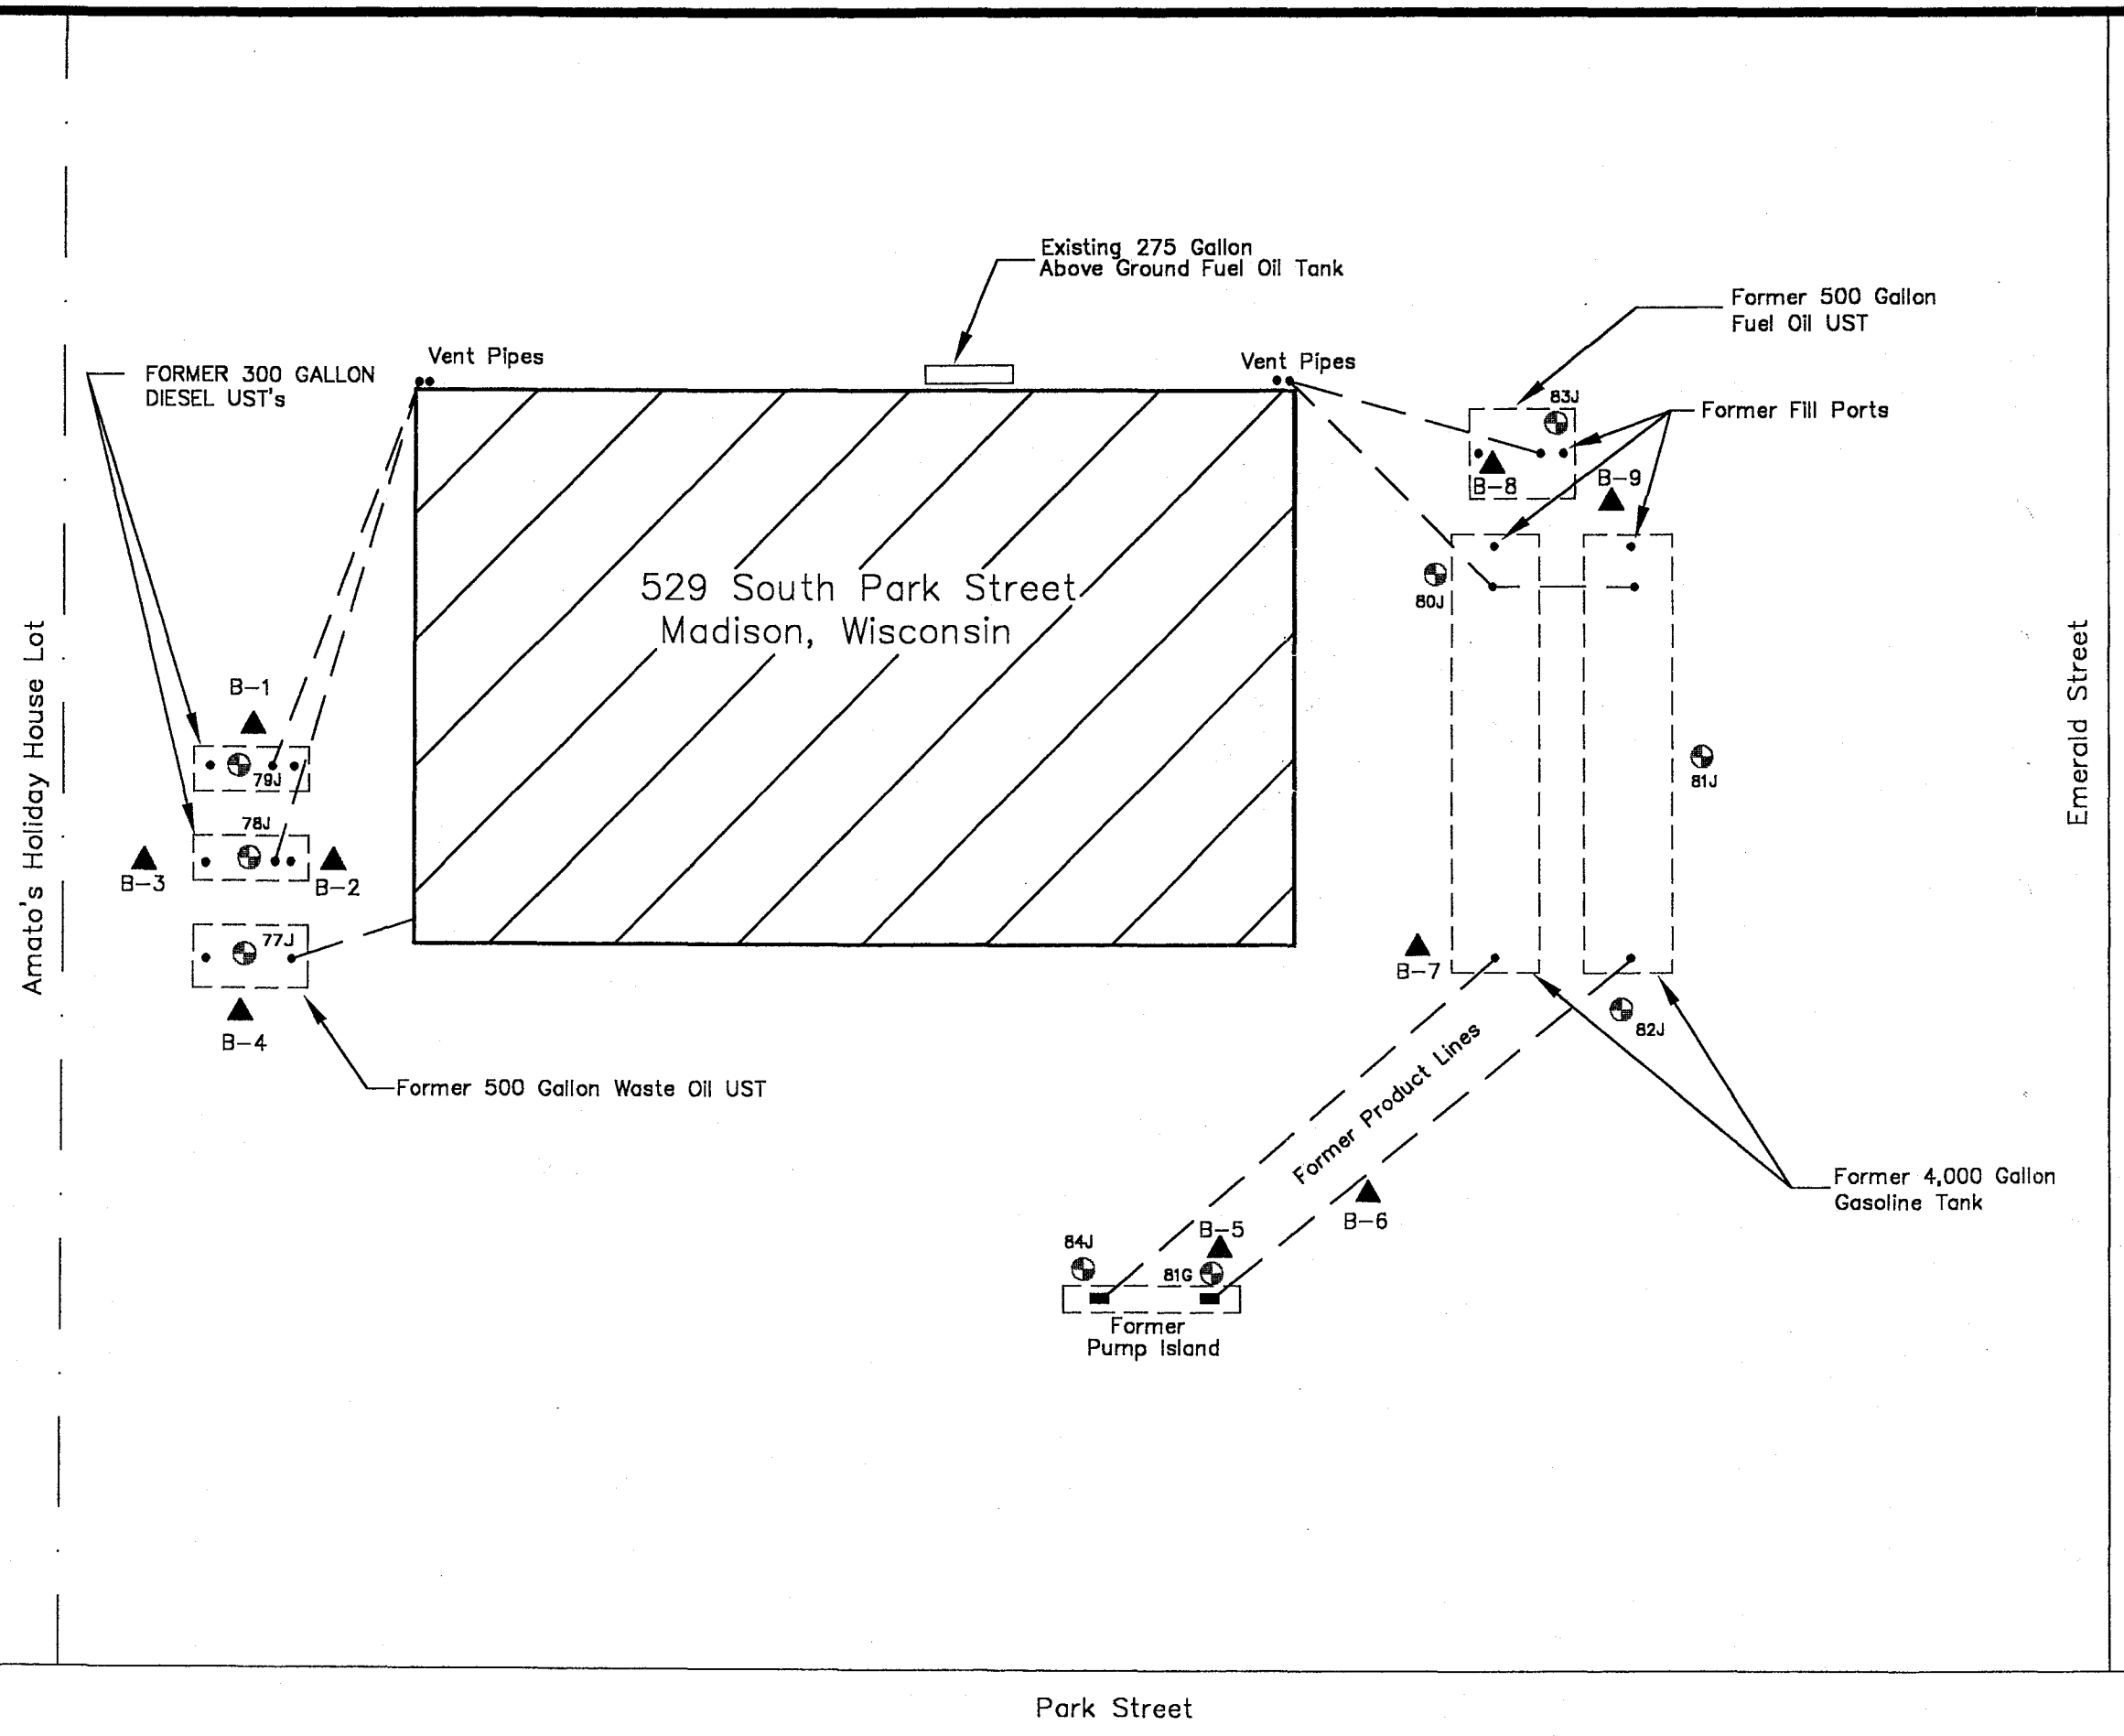 Existing 275 Gallon
Above Ground Fuel Oil Tank
Former 500 Gallon
Fuel Oil UST
Vent Pipes
Vent Pipes
FORMER 300 GALLON
DIESEL UST's
83J
Former Fill Ports
B-8
B-9
529 South Park Street
Madison, Wisconsin
80J
Amato's Holiday House Lot
Emerald Street
B-1
79J
81J
78J
B-3
B-2
77J
B-7
B-4
82J
Former 500 Gallon Waste Oil UST
Former Product Lines
Former 4,000 Gallon
Gasoline Tank
B-6
B-5
84J
81G
Former
Pump Island
Park Street